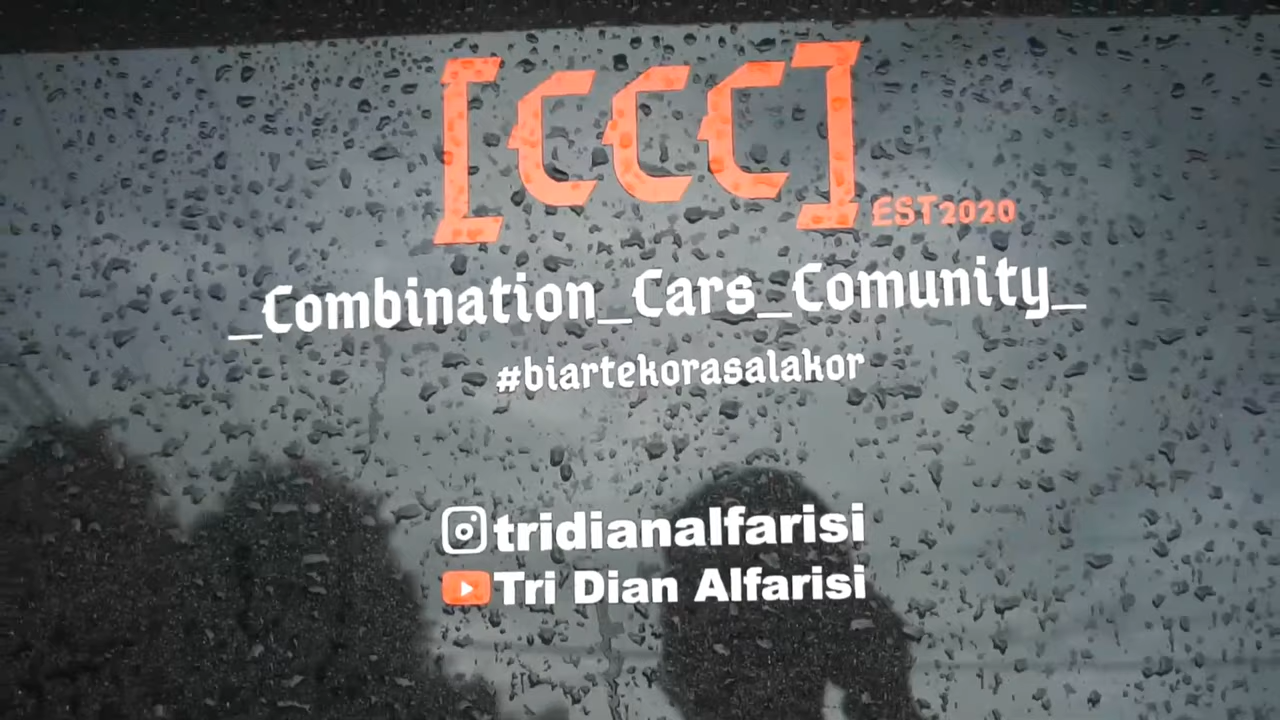 [CCC]
EST2020
_Combination_Cars_Comunity_
#biartekorasalakor
tridianalfarisi
Tri Dian Alfarisi